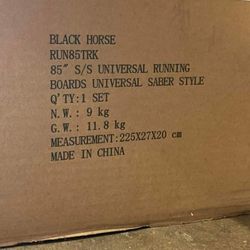 BLACK HORSE
RUN85TRK
85" S/S UNIVERSAL RUNNING
BOARDS UNIVERSAL SABER STYLE
Q'TY:1 SET
N.W.: 9 kg
G.W.: 11.8 kg
MEASUREMENT:225X27X20 cm
MADE IN CHINA